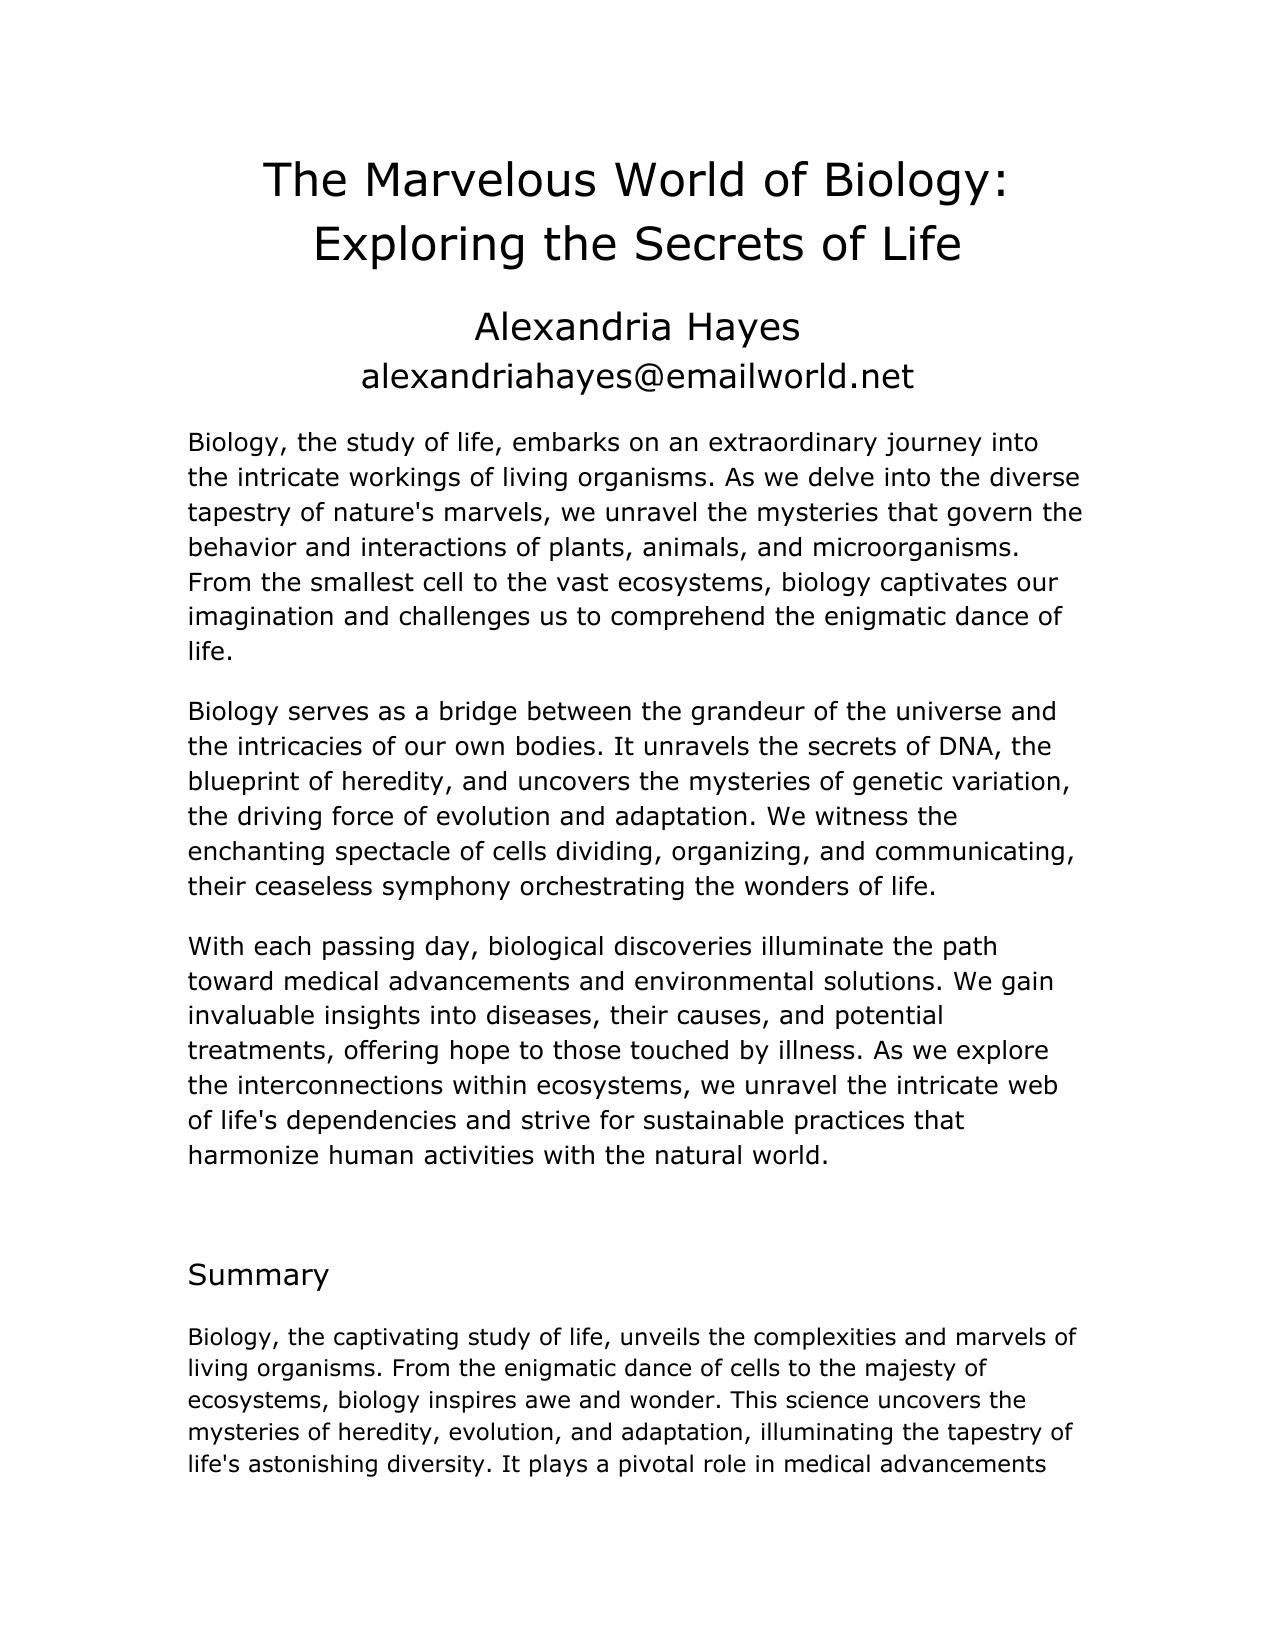 The Marvelous World of Biology:
Exploring the Secrets of Life
Alexandria Hayes
alexandriahayes@emailworld.net
Biology, the study of life, embarks on an extraordinary journey into
the intricate workings of living organisms. As we delve into the diverse
tapestry of nature's marvels, we unravel the mysteries that govern the
behavior and interactions of plants, animals, and microorganisms.
From the smallest cell to the vast ecosystems, biology captivates our
imagination and challenges us to comprehend the enigmatic dance of
life.
Biology serves as a bridge between the grandeur of the universe and
the intricacies of our own bodies. It unravels the secrets of DNA, the
blueprint of heredity, and uncovers the mysteries of genetic variation,
the driving force of evolution and adaptation. We witness the
enchanting spectacle of cells dividing, organizing, and communicating,
their ceaseless symphony orchestrating the wonders of life.
With each passing day, biological discoveries illuminate the path
toward medical advancements and environmental solutions. We gain
invaluable insights into diseases, their causes, and potential
treatments, offering hope to those touched by illness. As we explore
the interconnections within ecosystems, we unravel the intricate web
of life's dependencies and strive for sustainable practices that
harmonize human activities with the natural world.
Summary
Biology, the captivating study of life, unveils the complexities and marvels of
living organisms. From the enigmatic dance of cells to the majesty of
ecosystems, biology inspires awe and wonder. This science uncovers the
mysteries of heredity, evolution, and adaptation, illuminating the tapestry of
life's astonishing diversity. It plays a pivotal role in medical advancements